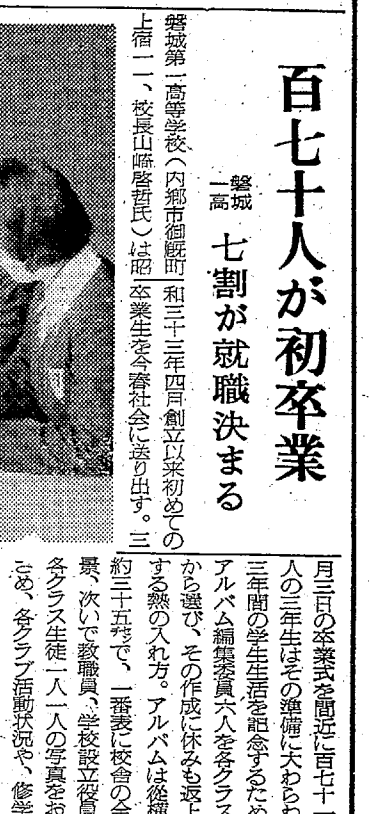 百七十人が初卒業
磐城一高
七割が就職決まる
磐城第一高等学校（内郷市御厩町
上宿一一、校長山崎啓哲氏）は昭
和三十三年四月創立以来初めての
卒業生を今春社会に送り出す。三
月三日の卒業式を間近に百七十一
人の三年生はその準備に大わらわ
三年間の学生生活を記念するため
アルバム編集委員六人を各クラス
から選び、その作成に休みも返上
する熱の入れ方。アルバムは従横
約三十五㌢で、一番表に校舎の全
景、次いで教職員、学校設立役員
各クラス生徒一人一人の写真をお
さめ、各クラブ活動状況や、修学